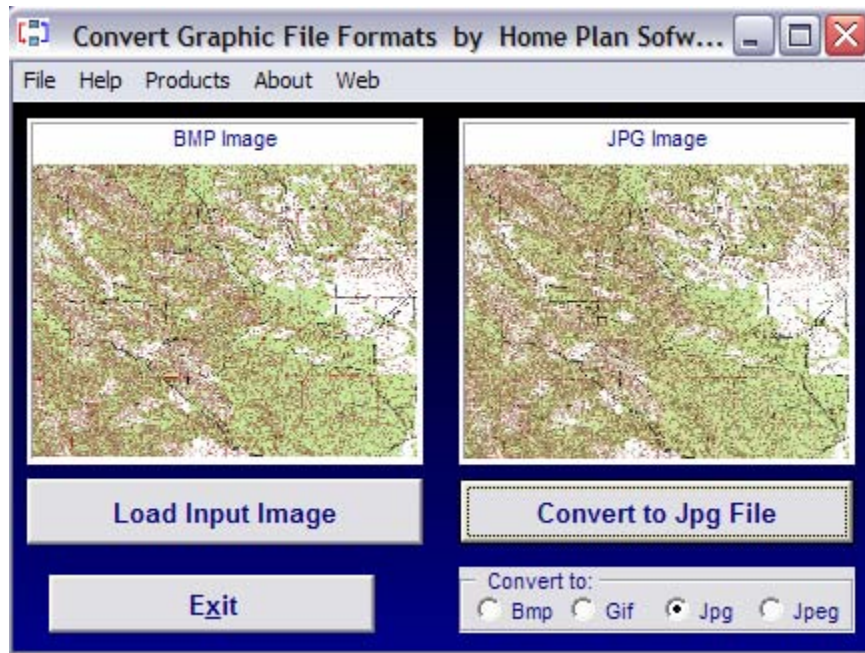 Convert Graphic File Formats by Home Plan Sofw...
File Help Products About Web
BMP Image
JPG Image
Load Input Image
Convert to Jpg File
Exit
Convert to:
Bmp Gif Jpg Jpeg